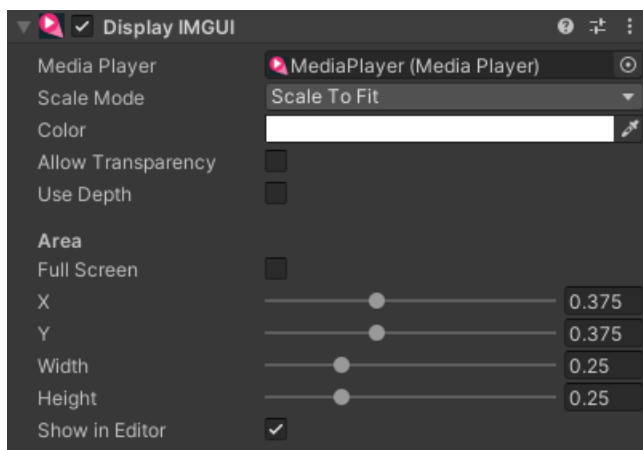 Display IMGUI
Media Player MediaPlayer (Media Player)
Scale Mode Scale To Fit
Color
Allow Transparency
Use Depth
Area
Full Screen
X 0.375
Y 0.375
Width 0.25
Height 0.25
Show in Editor